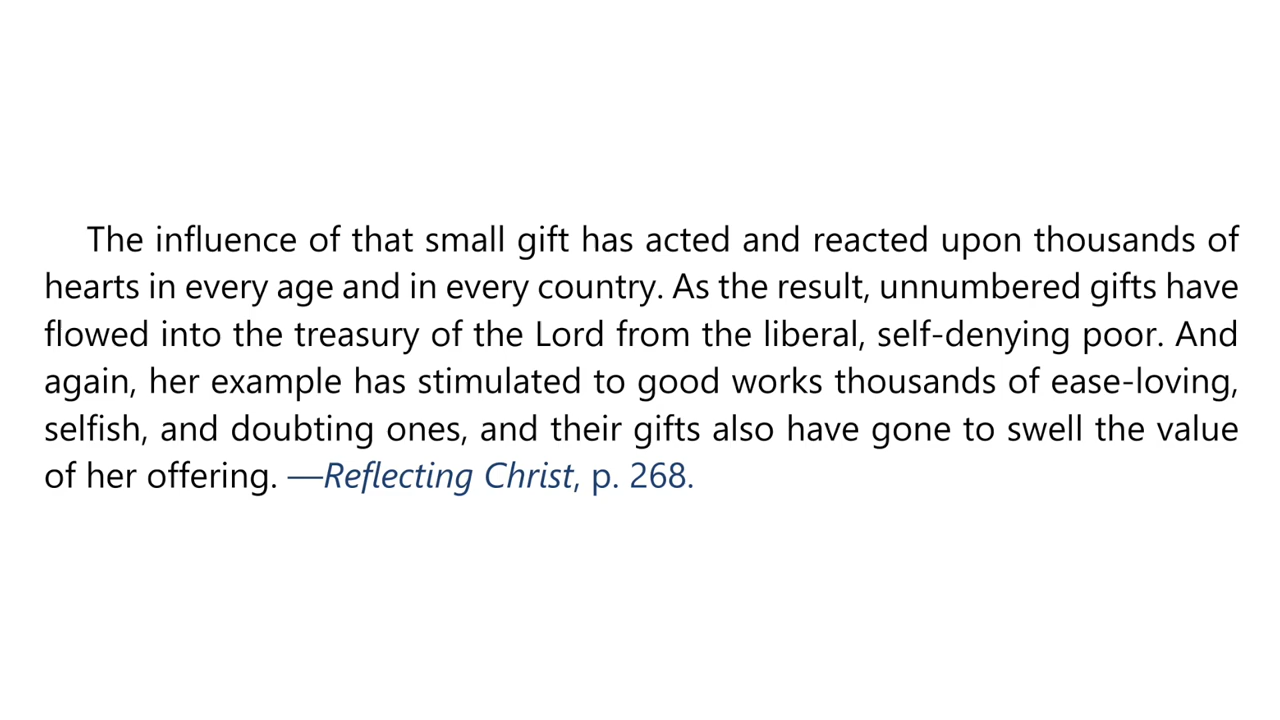 The influence of that small gift has acted and reacted upon thousands of
hearts in every age and in every country. As the result, unnumbered gifts have
flowed into the treasury of the Lord from the liberal, self-denying poor. And
again, her example has stimulated to good works thousands of ease-loving,
selfish, and doubting ones, and their gifts also have gone to swell the value
of her offering. —Reflecting Christ, p. 268.